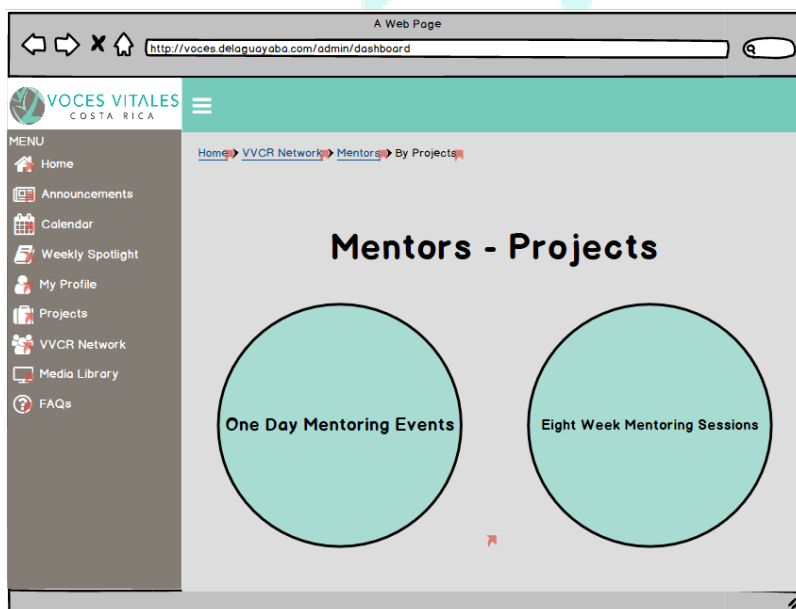 A Web Page
http://voces.delaguayaba.com/admin/dashboard
VOCES VITALES
COSTA RICA
MENU
Home
Announcements
Calendar
Weekly Spotlight
My Profile
Projects
VVCR Network
Media Library
FAQs
Home VVCR Network Mentors By Projects
Mentors - Projects
One Day Mentoring Events
Eight Week Mentoring Sessions